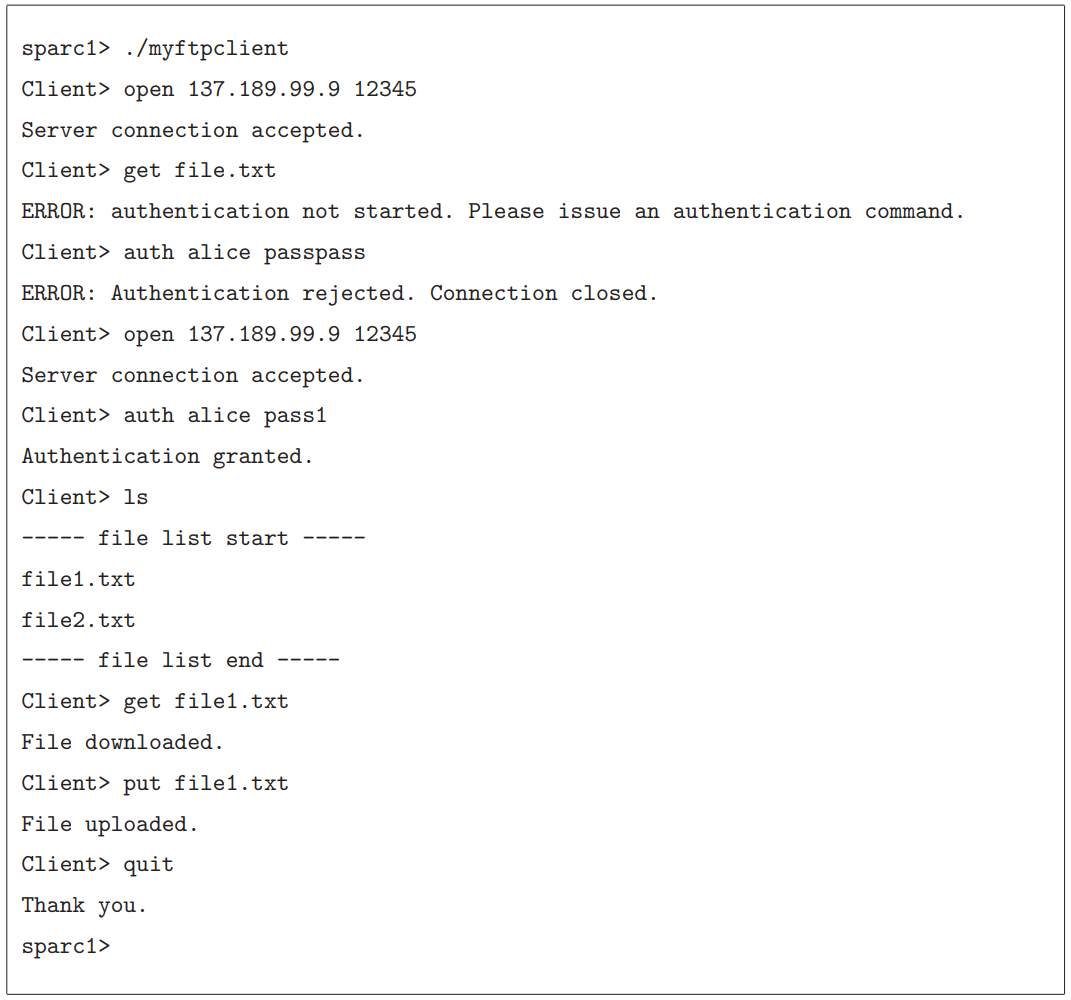 sparc1> ./myftpclient
Client> open 137.189.99.9 12345
Server connection accepted.
Client> get file.txt
ERROR: authentication not started. Please issue an authentication command.
Client> auth alice passpass
ERROR: Authentication rejected. Connection closed.
Client> open 137.189.99.9 12345
Server connection accepted.
Client> auth alice pass1
Authentication granted.
Client> ls
----- file list start -----
file1.txt
file2.txt
----- file list end -----
Client> get file1.txt
File downloaded.
Client> put file1.txt
File uploaded.
Client> quit
Thank you.
sparc1>